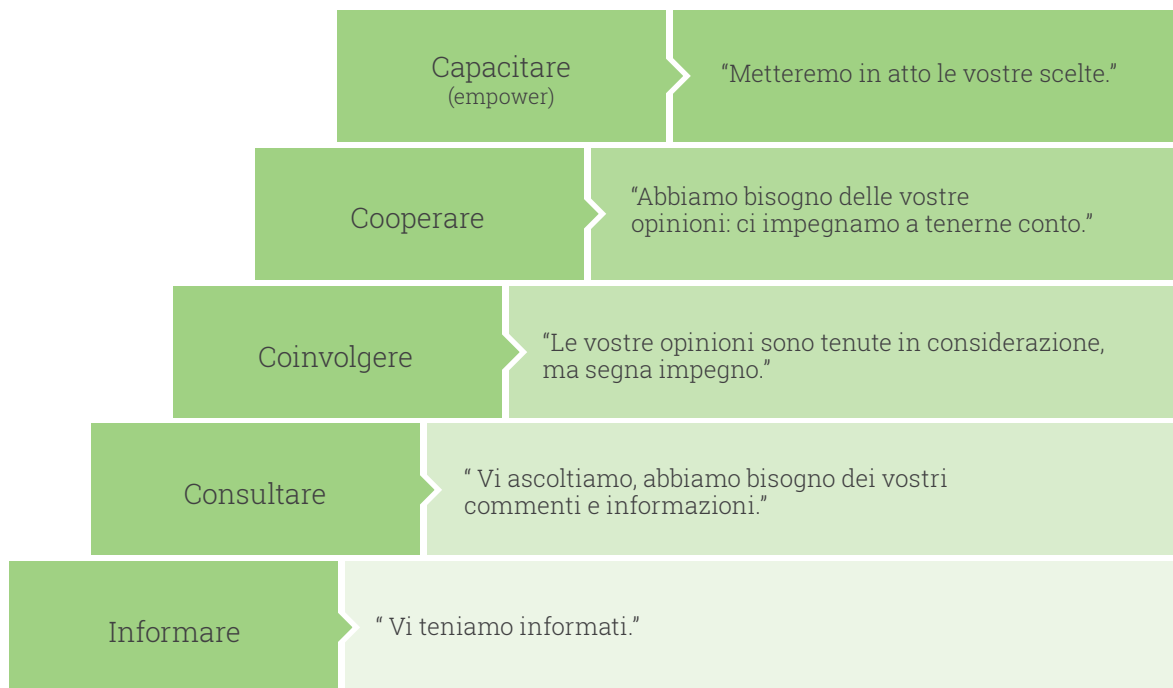 Capacitare
(empower)
“Metteremo in atto le vostre scelte.”
Cooperare
“Abbiamo bisogno delle vostre
opinioni: ci impegnamo a tenerne conto.”
Coinvolgere
“Le vostre opinioni sono tenute in considerazione,
ma segna impegno.”
Consultare
“ Vi ascoltiamo, abbiamo bisogno dei vostri
commenti e informazioni.”
Informare
“ Vi teniamo informati.”